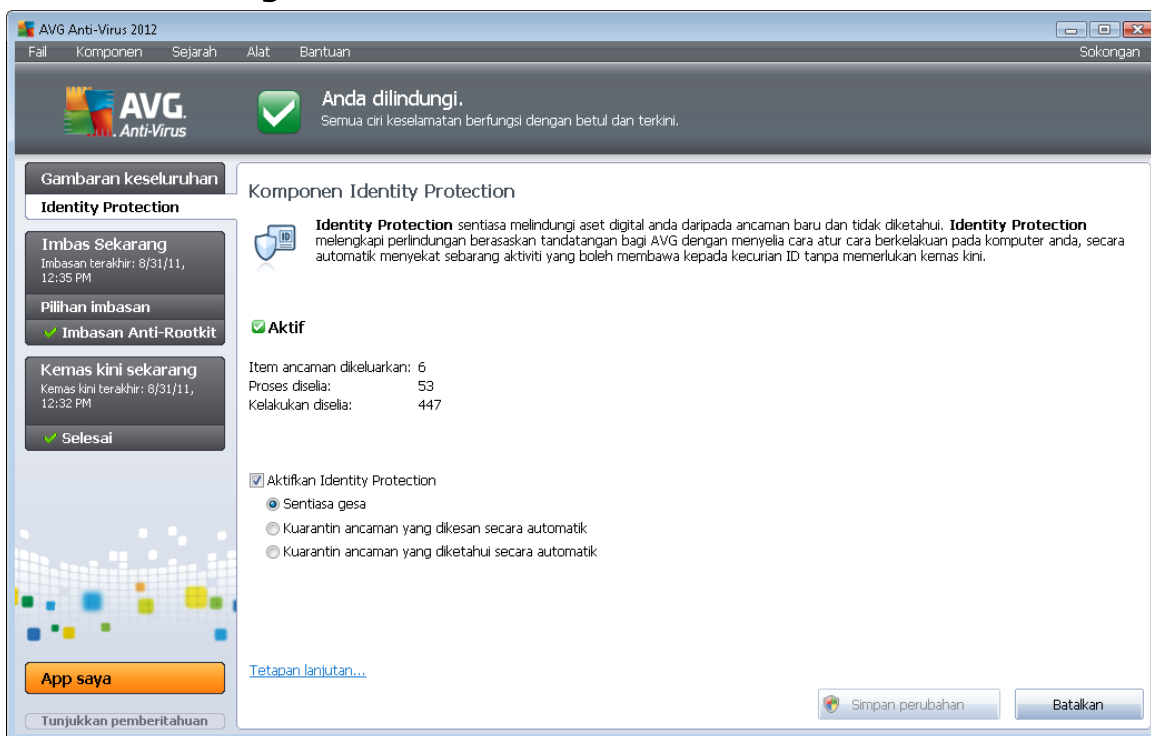 AVG Anti-Virus 2012
Fail Komponen Sejarah Alat Bantuan Sokongan
AVG.
Anti-Virus
Anda dilindungi.
Semua ciri keselamatan berfungsi dengan betul dan terkini.
Gambaran keseluruhan
Identity Protection
Imbas Sekarang
Imbasan terakhir: 8/31/11,
12:35 PM
Pilihan imbasan
Imbasan Anti-Rootkit
Kemas kini sekarang
Kemas kini terakhir: 8/31/11,
12:32 PM
Selesai
App saya
Tunjukkan pemberitahuan
Komponen Identity Protection
ID
Identity Protection sentiasa melindungi aset digital anda daripada ancaman baru dan tidak diketahui. Identity Protection
melengkapi perlindungan berasaskan tandatangan bagi AVG dengan menyelia cara atur cara berkelakuan pada komputer anda, secara
automatik menyekat sebarang aktiviti yang boleh membawa kepada kecurian ID tanpa memerlukan kemas kini.
Aktif
Item ancaman dikeluarkan: 6
Proses diselia: 53
Kelakukan diselia: 447
Aktifkan Identity Protection
Sentiasa gesa
Kuarantin ancaman yang dikesan secara automatik
Kuarantin ancaman yang diketahui secara automatik
Tetapan lanjutan...
Simpan perubahan Batalkan